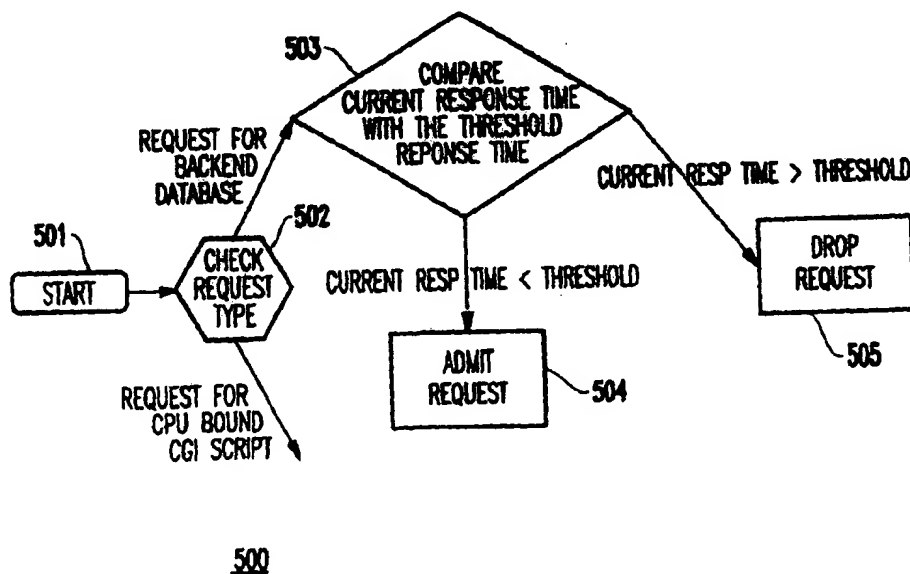 503
COMPARE
CURRENT RESPONSE TIME
WITH THE THRESHOLD
REPONSE TIME
REQUEST FOR
BACKEND
DATABASE
CURRENT RESP TIME > THRESHOLD
502
501
START
CHECK
REQUEST
TYPE
CURRENT RESP TIME < THRESHOLD
DROP
REQUEST
505
ADMIT
REQUEST
504
REQUEST FOR
CPU BOUND
CGI SCRIPT
500